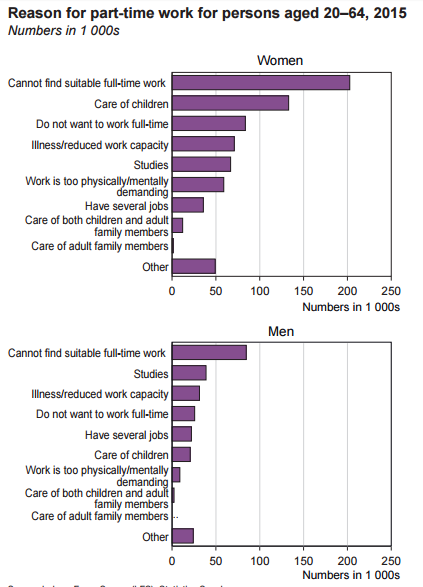 Reason for part-time work for persons aged 20–64, 2015
Numbers in 1 000s
Women
Cannot find suitable full-time work
Care of children
Do not want to work full-time
Illness/reduced work capacity
Studies
Work is too physically/mentally
demanding
Have several jobs
Care of both children and adult
family members
Care of adult family members
Other
0 50 100 150 200 250
Numbers in 1 000s
Men
Cannot find suitable full-time work
Studies
Illness/reduced work capacity
Do not want to work full-time
Have several jobs
Care of children
Work is too physically/mentally
demanding
Care of both children and adult
family members
Care of adult family members ..
Other
0 50 100 150 200 250
Numbers in 1 000s